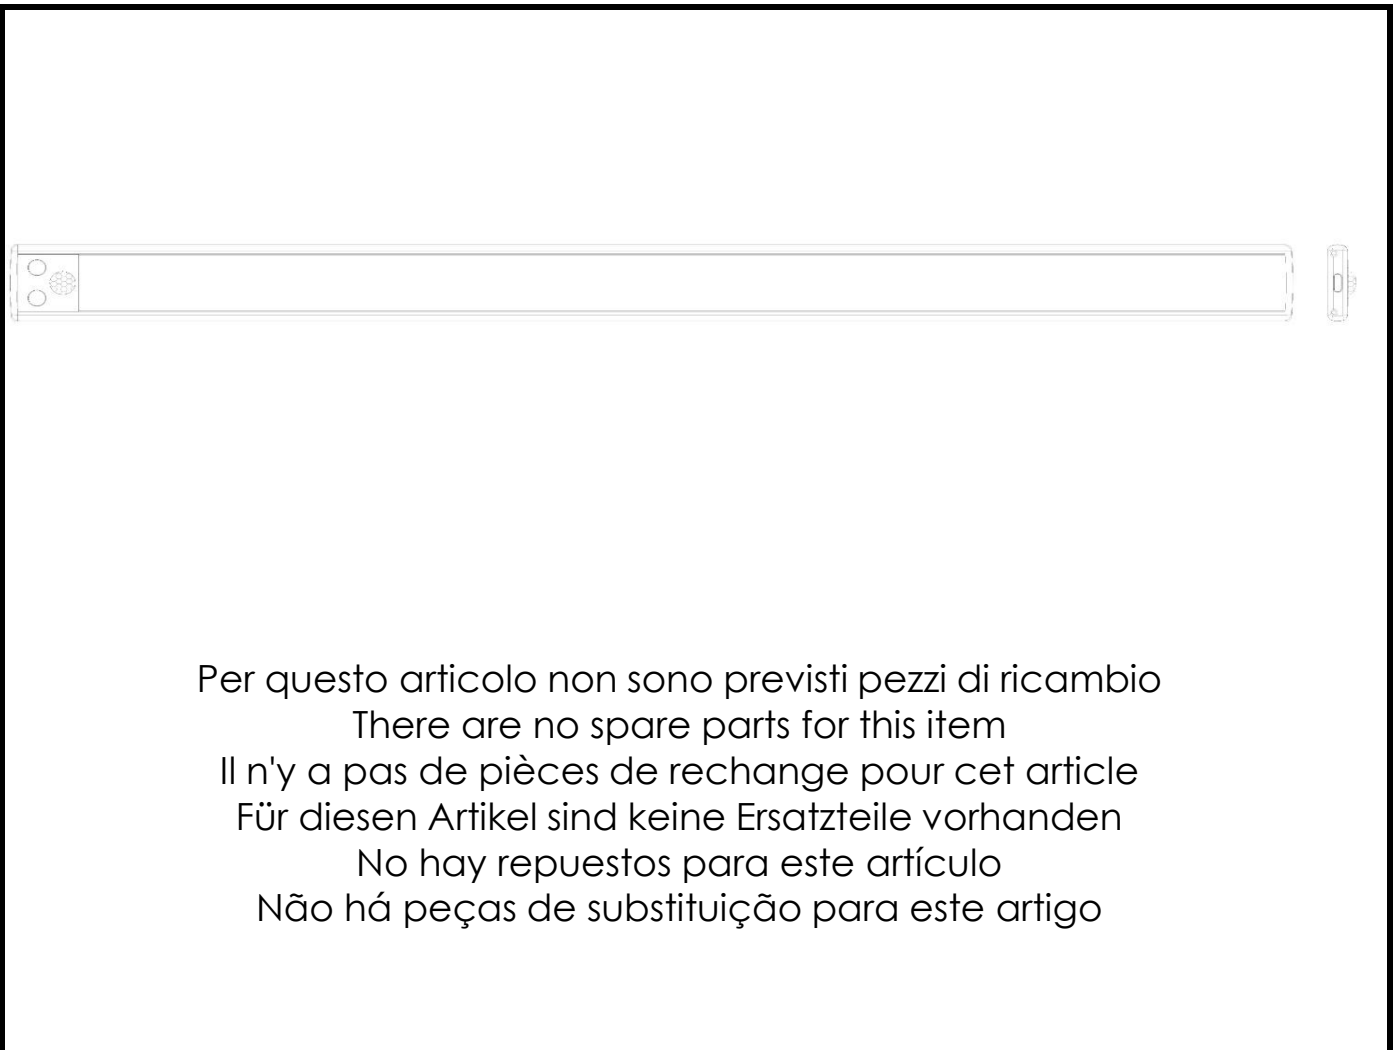 Per questo articolo non sono previsti pezzi di ricambio
There are no spare parts for this item
Il n'y a pas de pièces de rechange pour cet article
Für diesen Artikel sind keine Ersatzteile vorhanden
No hay repuestos para este artículo
Não há peças de substituição para este artigo